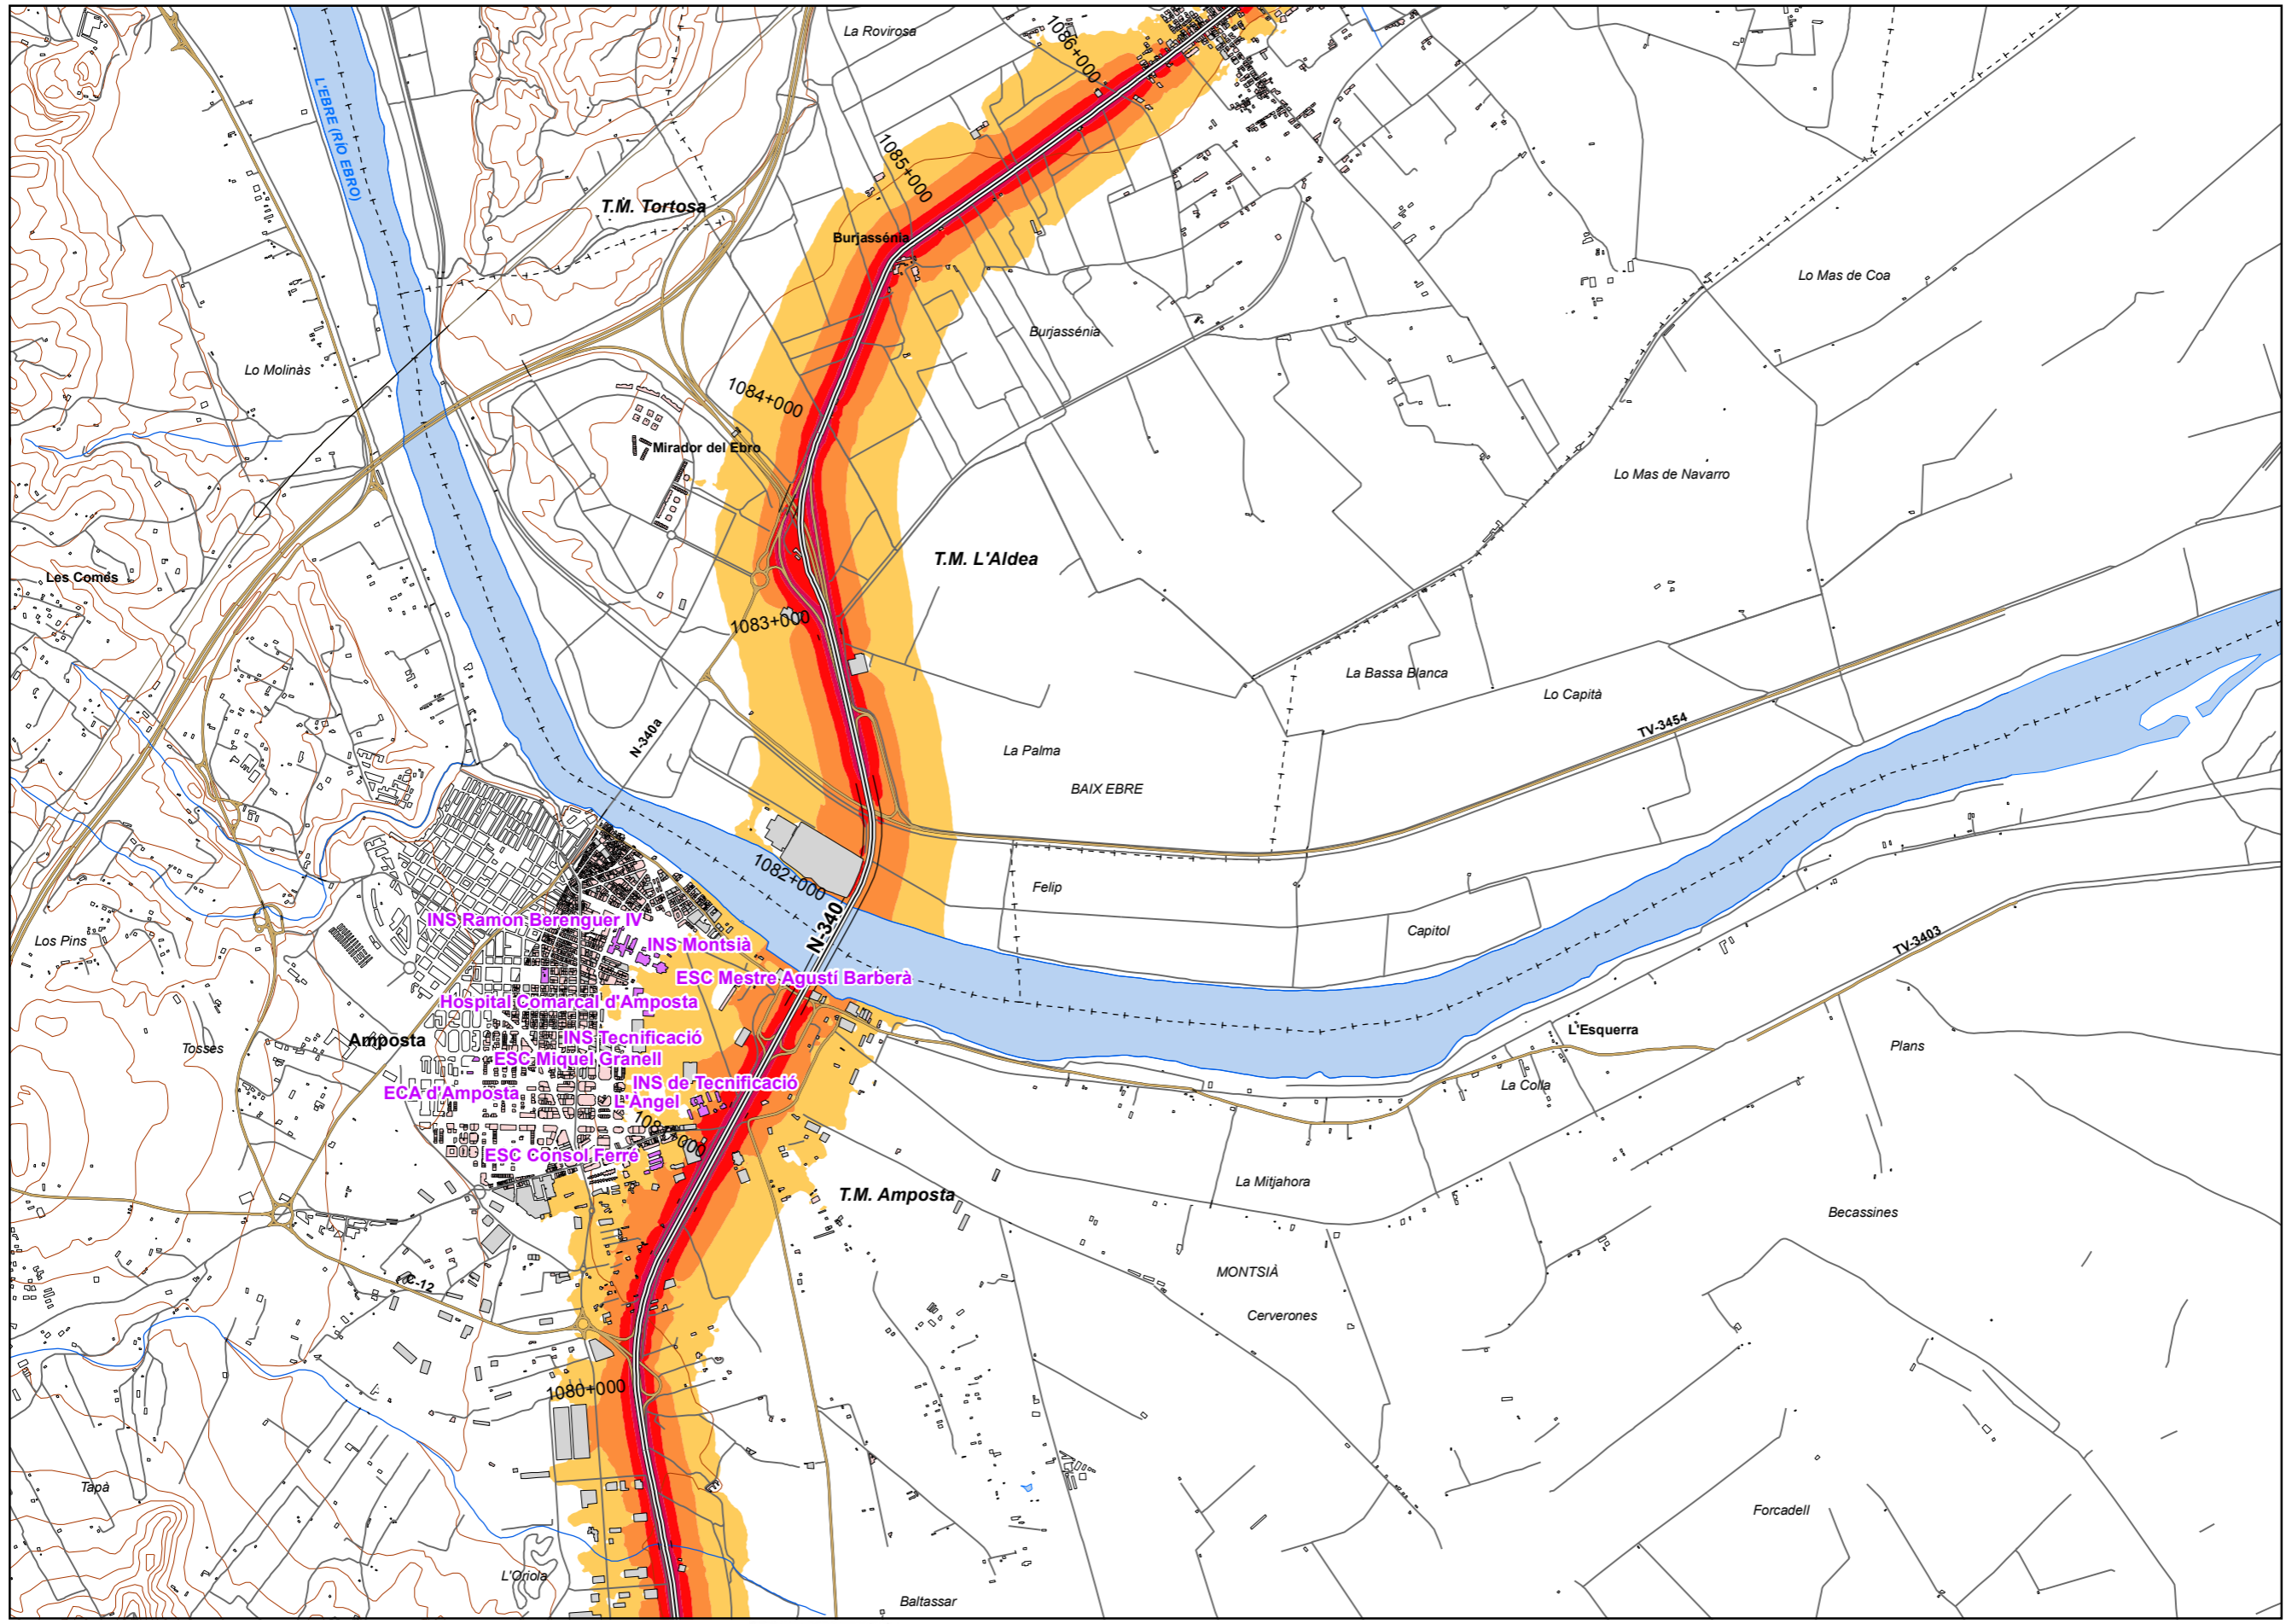 La Rovirosa
1086+000
L'EBRE (RÍO EBRO)
1085+000
T.M. Tortosa
Burjassénia
Lo Mas de Coa
Burjassénia
Lo Molinàs
1084+000
Mirador del Ebro
Lo Mas de Navarro
T.M. L'Aldea
Les Comes
1083+000
La Bassa Blanca
Lo Capità
TV-3454
N-340a
La Palma
BAIX EBRE
1082+000
Felip
N-340
INS Ramon Berenguer IV
Capitol
Los Pins
INS Montsià
TV-3403
ESC Mestre Agustí Barberà
Hospital Comarcal d'Amposta
L'Esquerra
Amposta
INS Tecnificació
Tosses
Plans
ESC Miquel Granell
INS de Tecnificació
La Colla
ECA d'Amposta
L'Àngel
ESC Consol Ferré
La Mitjahora
T.M. Amposta
Becassines
MONTSIÀ
C-12
Cerverones
1080+000
Tapà
Forcadell
L'Oriola
Baltassar